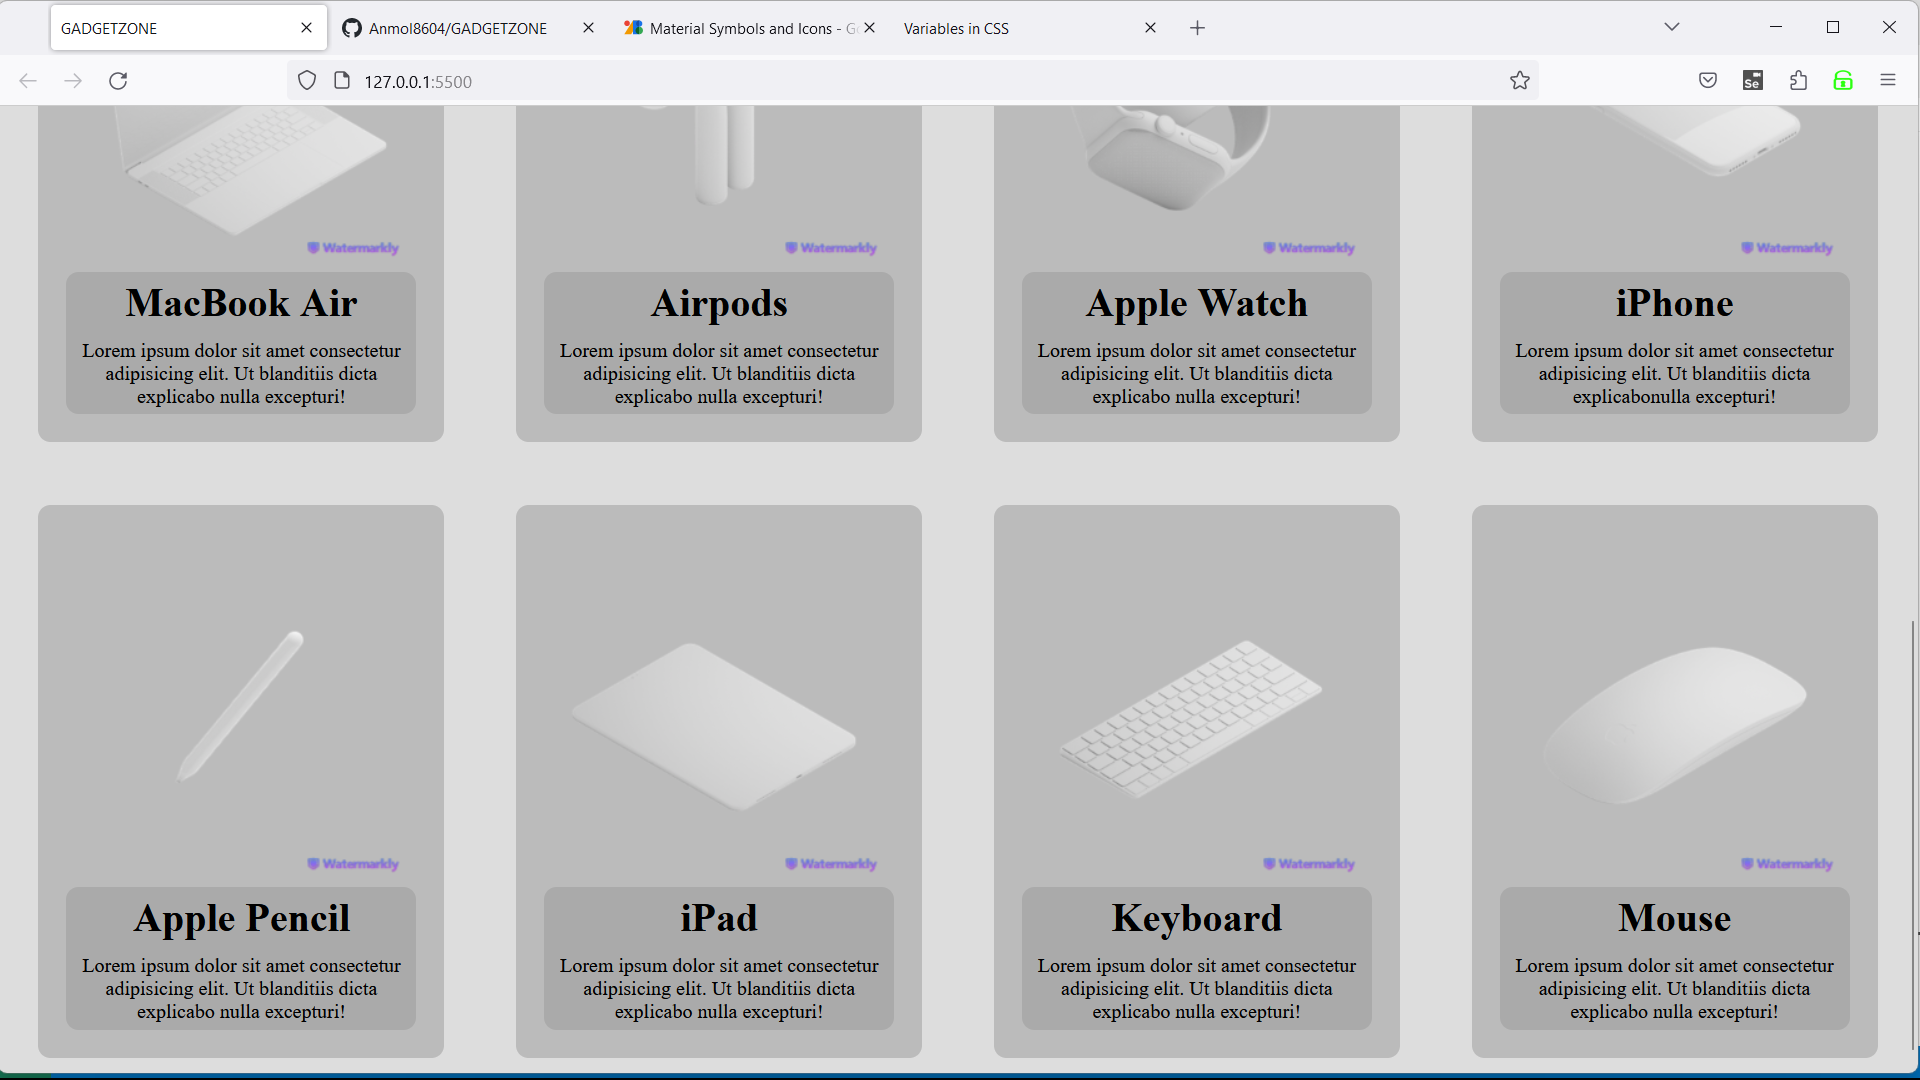 GADGETZONE
Anmol8604/GADGETZONE
Material Symbols and Icons - Go
Variables in CSS
127.0.0.1:5500
Se
Watermarkly
Watermarkly
Watermarkly
Watermarkly
MacBook Air
Lorem ipsum dolor sit amet consectetur
adipisicing elit. Ut blanditiis dicta
explicabo nulla excepturi!
Airpods
Lorem ipsum dolor sit amet consectetur
adipisicing elit. Ut blanditiis dicta
explicabo nulla excepturi!
Apple Watch
Lorem ipsum dolor sit amet consectetur
adipisicing elit. Ut blanditiis dicta
explicabo nulla excepturi!
iPhone
Lorem ipsum dolor sit amet consectetur
adipisicing elit. Ut blanditiis dicta
explicabonulla excepturi!
Watermarkly
Watermarkly
Watermarkly
Watermarkly
Apple Pencil
Lorem ipsum dolor sit amet consectetur
adipisicing elit. Ut blanditiis dicta
explicabo nulla excepturi!
iPad
Lorem ipsum dolor sit amet consectetur
adipisicing elit. Ut blanditiis dicta
explicabo nulla excepturi!
Keyboard
Lorem ipsum dolor sit amet consectetur
adipisicing elit. Ut blanditiis dicta
explicabo nulla excepturi!
Mouse
Lorem ipsum dolor sit amet consectetur
adipisicing elit. Ut blanditiis dicta
explicabo nulla excepturi!